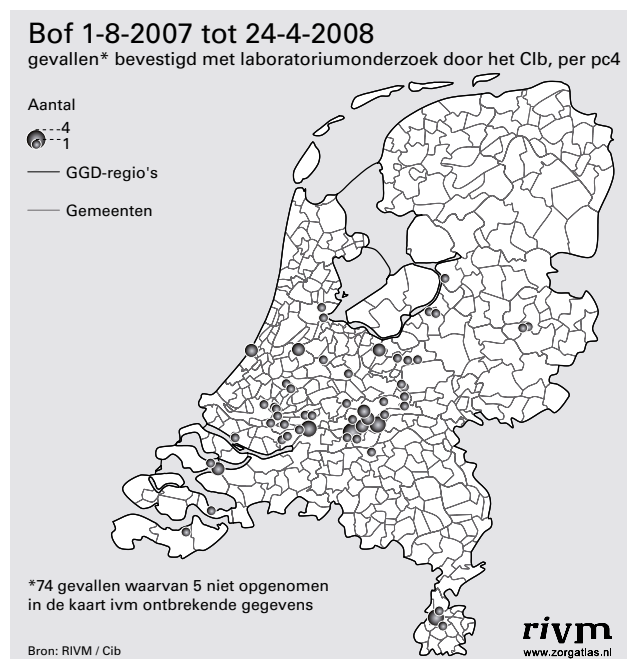 Bof 1-8-2007 tot 24-4-2008
gevallen* bevestigd met laboratoriumonderzoek door het CIb, per pc4
Aantal
4
1
GGD-regio's
Gemeenten
*74 gevallen waarvan 5 niet opgenomen
in de kaart ivm ontbrekende gegevens
Bron: RIVM / Cib
rivm
www.zorgatlas.nl